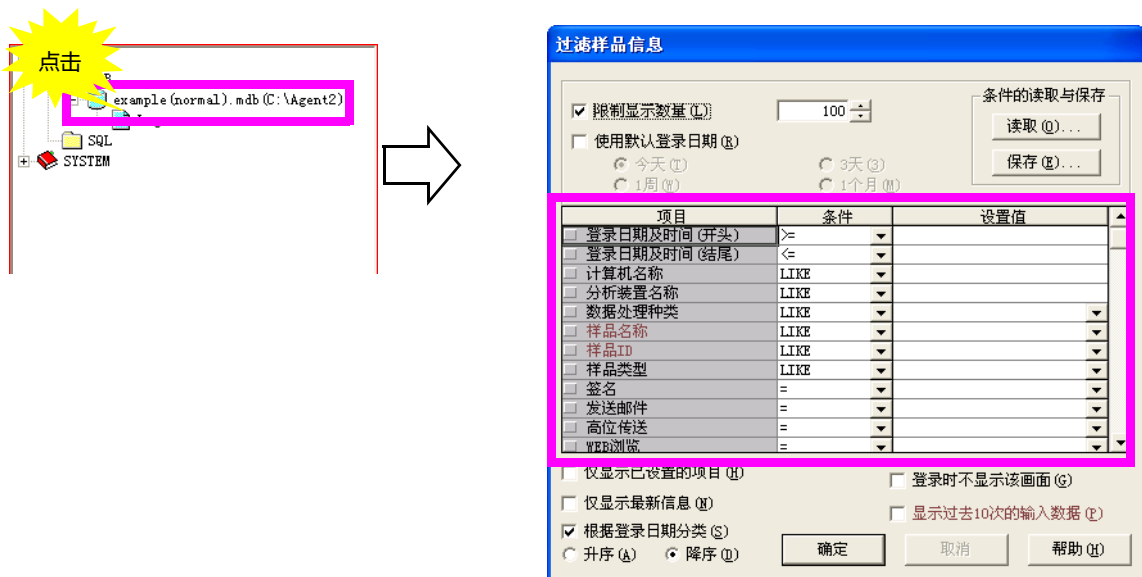 点击
example(normal).mdb(C:\Agent2)
SQL
SYSTEM
过滤样品信息
限制显示数量(L)
100
使用默认登录日期(R)
今天(T)
3天(3)
1周(W)
1个月(M)
条件的读取与保存
读取(O)...
保存(E)...
项目 条件 设置值
登录日期及时间(开头) >=
登录日期及时间(结尾) <=
计算机名称 LIKE
分析装置名称 LIKE
数据处理种类 LIKE
样品名称 LIKE
样品ID LIKE
样品类型 LIKE
签名 =
发送邮件 =
高位传送 =
WEB浏览 =
仅显示已设置的项目(H)
登录时不显示该画面(G)
仅显示最新信息(N)
显示过去10次的输入数据(P)
根据登录日期分类(S)
升序(A)
降序(D)
确定
取消
帮助(H)